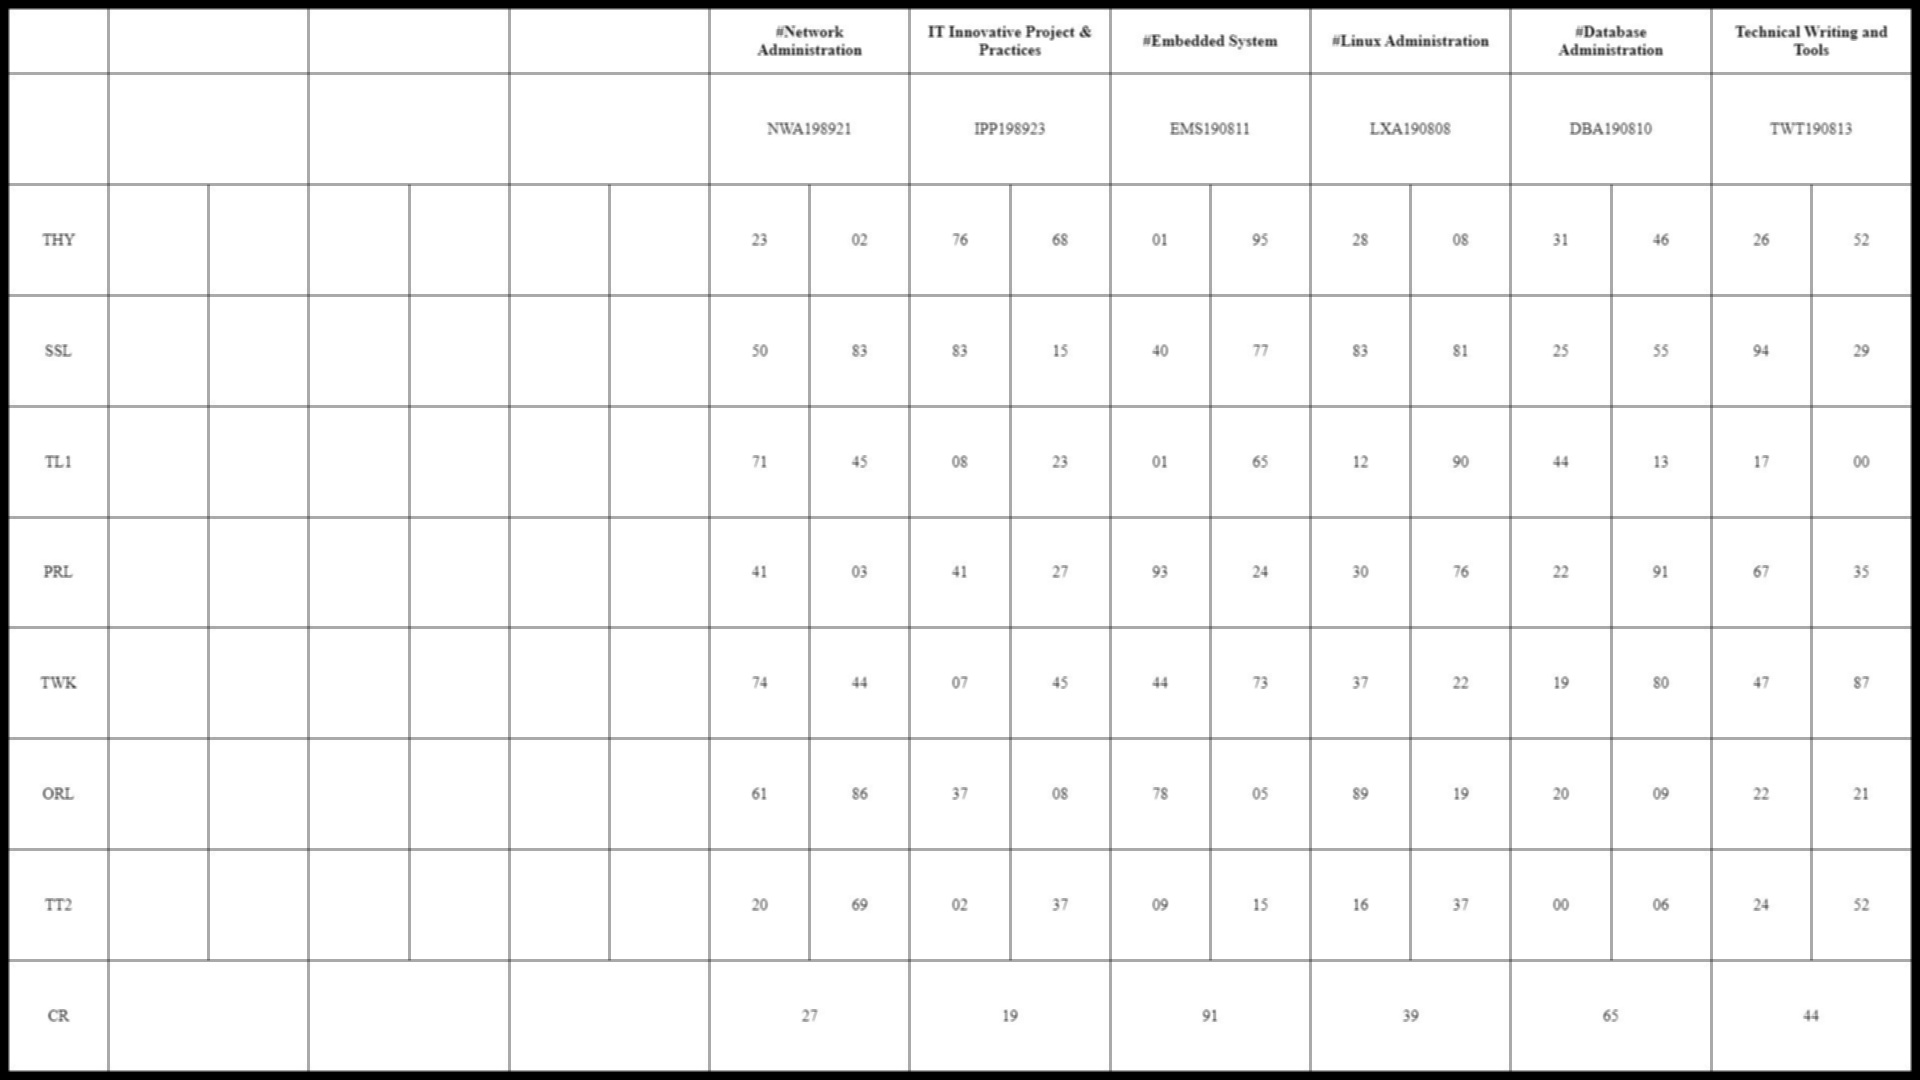 #Network Administration IT Innovative Project & Practices #Embedded System #Linux Administration #Database Administration Technical Writing and Tools
NWA198921 IPP198923 EMS190811 LXA190808 DBA190810 TWT190813
THY 23 02 76 68 01 95 28 08 31 46 26 52
SSL 50 83 83 15 40 77 83 81 25 55 94 29
TL1 71 45 08 23 01 65 12 90 44 13 17 00
PRL 41 03 41 27 93 24 30 76 22 91 67 35
TWK 74 44 07 45 44 73 37 22 19 80 47 87
ORL 61 86 37 08 78 05 89 19 20 09 22 21
TT2 20 69 02 37 09 15 16 37 00 06 24 52
CR 27 19 91 39 65 44